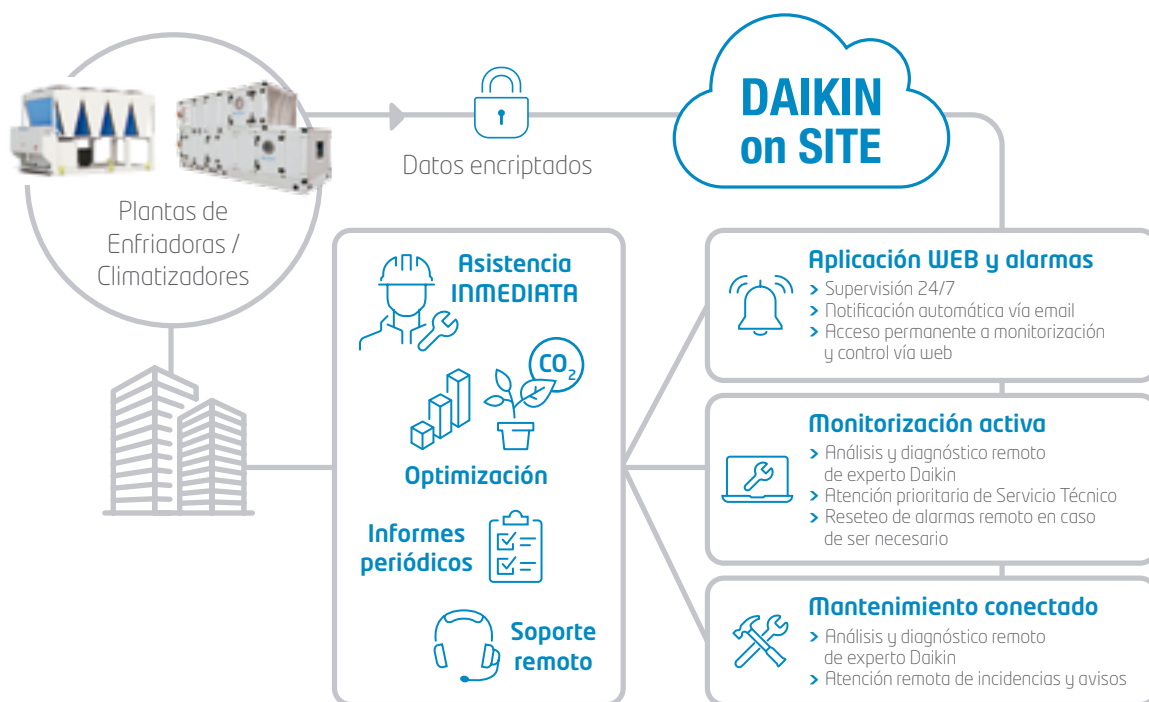 DAIKIN
on SITE
Datos encriptados
Plantas de
Enfriadoras /
Climatizadores
Asistencia
INMEDIATA
CO2
Optimización
Informes
periódicos
Soporte
remoto
Aplicación WEB y alarmas
> Supervisión 24/7
> Notificación automática vía email
> Acceso permanente a monitorización
y control vía web
Monitorización activa
> Análisis y diagnóstico remoto
de experto Daikin
> Atención prioritaria de Servicio Técnico
> Reseteo de alarmas remoto en caso
de ser necesario
Mantenimiento conectado
> Análisis y diagnóstico remoto
de experto Daikin
> Atención remota de incidencias y avisos